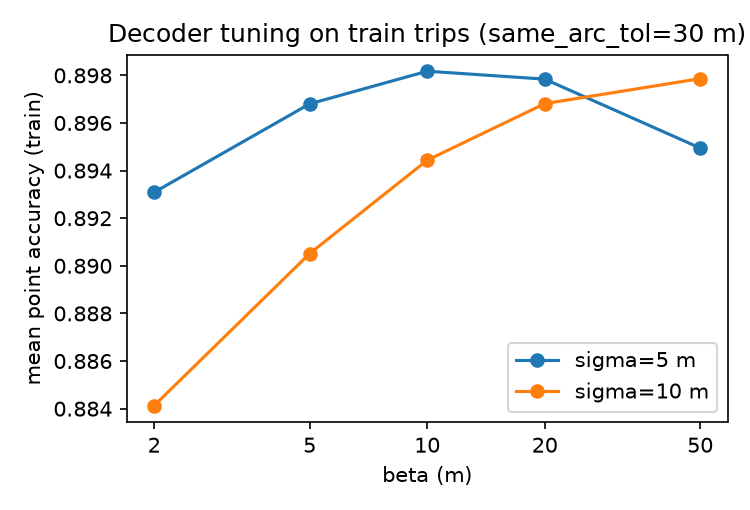 Decoder tuning on train trips (same_arc_tol=30 m)
mean point accuracy (train)
0.898
0.896
0.894
0.892
0.890
0.888
0.886
0.884
sigma=5 m
sigma=10 m
2 5 10 20 50
beta (m)